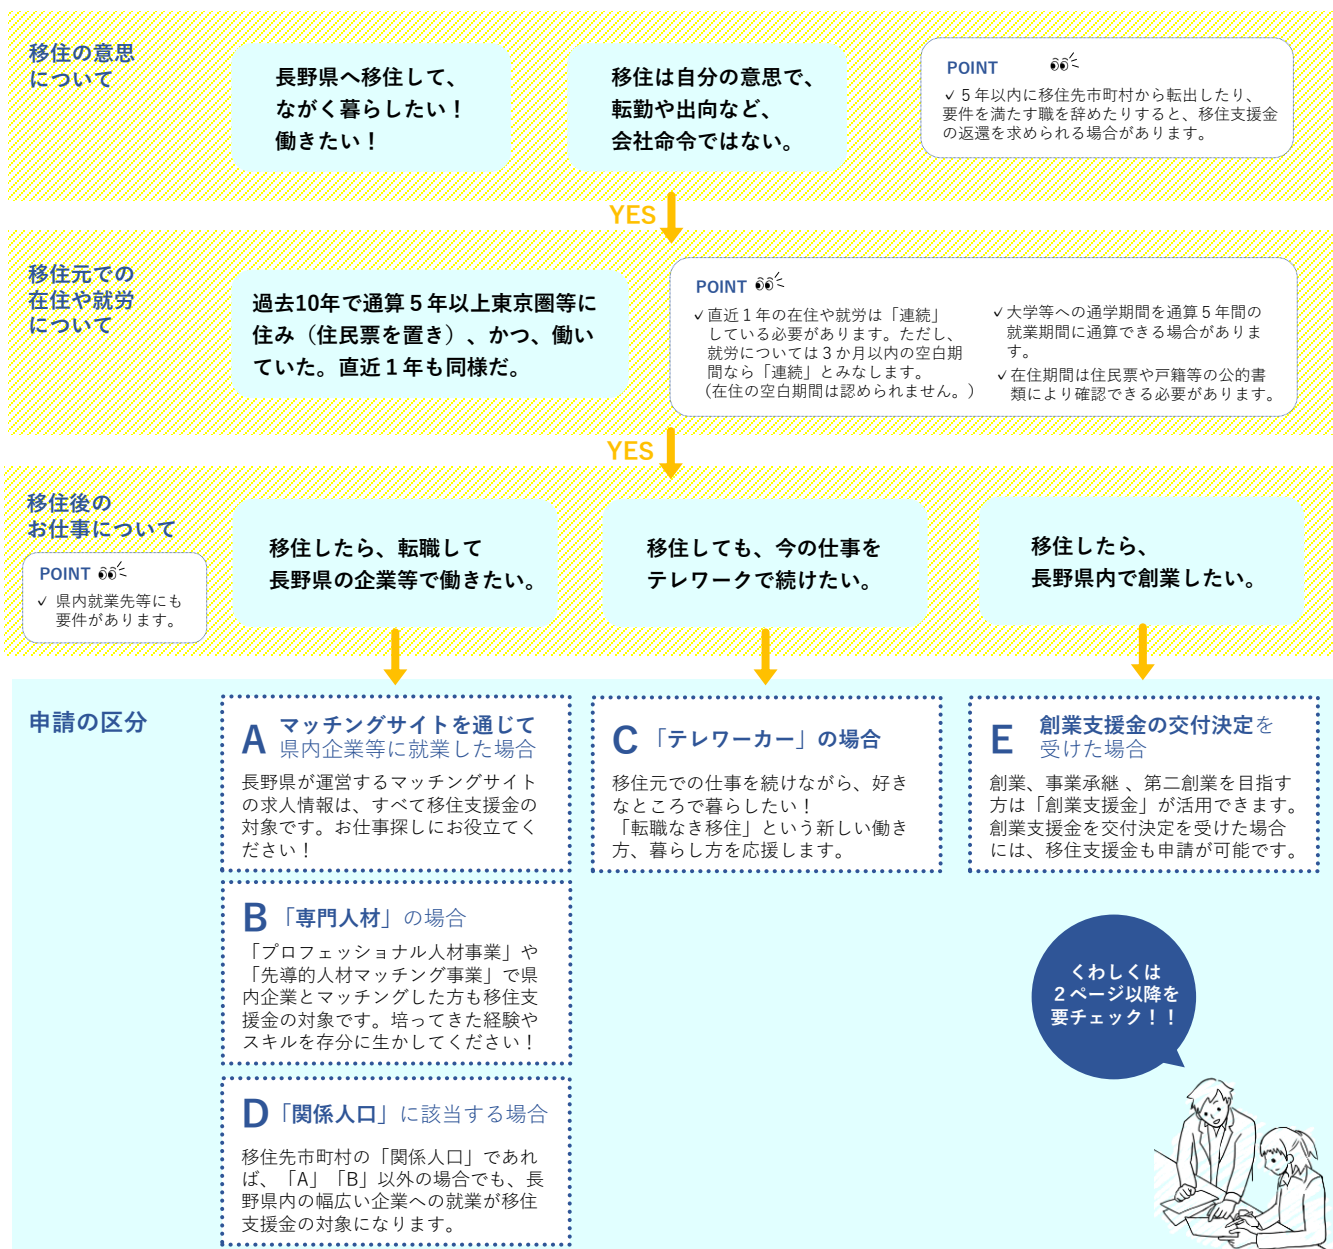 移住の意思
について
長野県へ移住して、
ながく暮らしたい！
働きたい！
移住は自分の意思で、
転勤や出向など、
会社命令ではない。
POINT
✓５年以内に移住先市町村から転出したり、
要件を満たす職を辞めたりすると、移住支援金
の返還を求められる場合があります。
YES
移住元での
在住や就労
について
過去10年で通算５年以上東京圏等に
住み（住民票を置き）、かつ、働い
ていた。直近１年も同様だ。
POINT
✓直近１年の在住や就労は「連続」
している必要があります。ただし、
就労については３か月以内の空白期
間なら「連続」とみなします。
（在住の空白期間は認められません。）
✓大学等への通学期間を通算５年間の
就業期間に通算できる場合がありま
す。
✓在住期間は住民票や戸籍等の公的書
類により確認できる必要があります。
YES
移住後の
お仕事について
POINT
✓ 県内就業先等にも
要件があります。
移住したら、転職して
長野県の企業等で働きたい。
移住しても、今の仕事を
テレワークで続けたい。
移住したら、
長野県内で創業したい。
申請の区分
A マッチングサイトを通じて
県内企業等に就業した場合
長野県が運営するマッチングサイト
の求人情報は、すべて移住支援金の
対象です。お仕事探しにお役立てく
ださい！
B 「専門人材」の場合
「プロフェッショナル人材事業」や
「先導的人材マッチング事業」で県
内企業とマッチングした方も移住支
援金の対象です。培ってきた経験や
スキルを存分に生かしてください！
D 「関係人口」に該当する場合
移住先市町村の「関係人口」であれ
ば、「A」「B」以外の場合でも、長
野県内の幅広い企業への就業が移住
支援金の対象になります。
C 「テレワーカー」の場合
移住元での仕事を続けながら、好き
なところで暮らしたい！
「転職なき移住」という新しい働き
方、暮らし方を応援します。
E 創業支援金の交付決定を
受けた場合
創業、事業承継 、第二創業を目指す
方は「創業支援金」が活用できます。
創業支援金を交付決定を受けた場合
には、移住支援金も申請が可能です。
くわしくは
２ページ以降を
要チェック！！